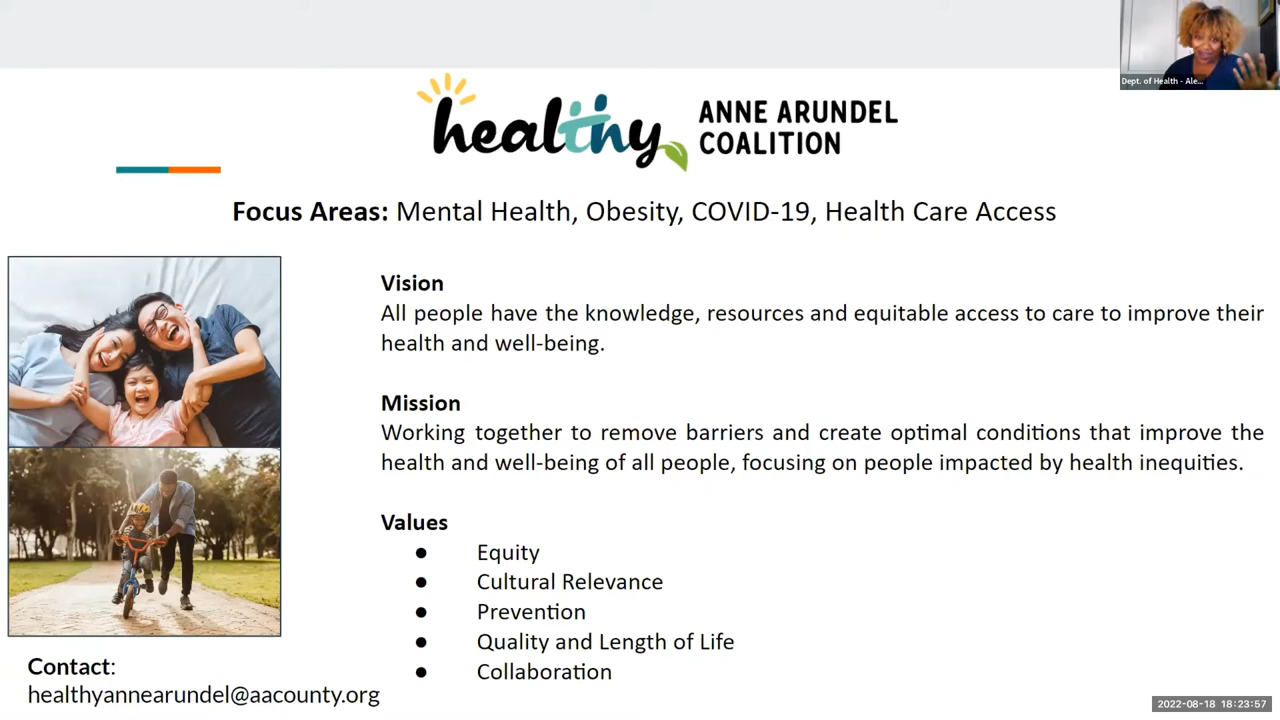 Dept. of Health - Ale...
healthy ANNE ARUNDEL
COALITION
Focus Areas: Mental Health, Obesity, COVID-19, Health Care Access
Vision
All people have the knowledge, resources and equitable access to care to improve their
health and well-being.
Mission
Working together to remove barriers and create optimal conditions that improve the
health and well-being of all people, focusing on people impacted by health inequities.
Values
● Equity
● Cultural Relevance
● Prevention
● Quality and Length of Life
● Collaboration
Contact:
healthyannearundel@aacounty.org
2022-08-18 18:23:57